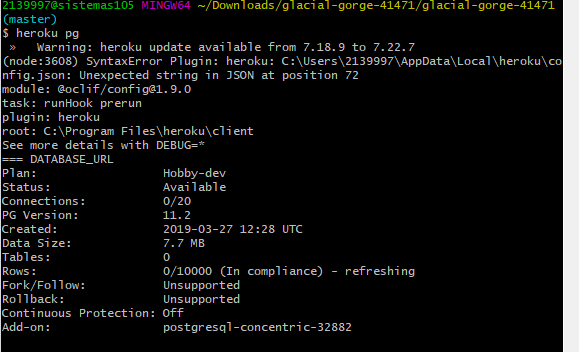 2139997@sistemas105 MINGW64 ~/Downloads/glacial-gorge-41471/glacial-gorge-41471
(master)
$ heroku pg
»   Warning: heroku update available from 7.18.9 to 7.22.7
(node:3608) SyntaxError Plugin: heroku: C:\Users\2139997\AppData\Local\heroku\co
nfig.json: Unexpected string in JSON at position 72
module: @oclif/config@1.9.0
task: runHook prerun
plugin: heroku
root: C:\Program Files\heroku\client
See more details with DEBUG=*
=== DATABASE_URL
Plan:                  Hobby-dev
Status:                Available
Connections:           0/20
PG Version:            11.2
Created:               2019-03-27 12:28 UTC
Data Size:             7.7 MB
Tables:                0
Rows:                  0/10000 (In compliance) - refreshing
Fork/Follow:           Unsupported
Rollback:              Unsupported
Continuous Protection: Off
Add-on:                postgresql-concentric-32882